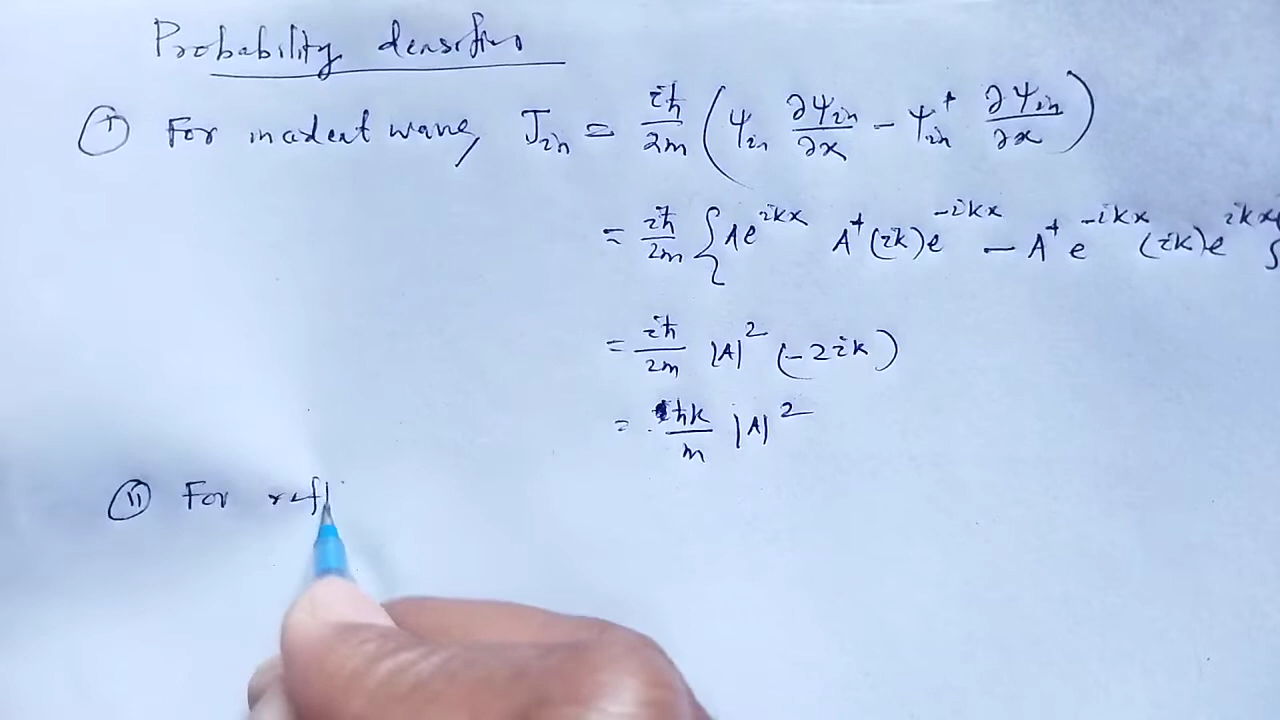 Probability densities
(I) For incident wave, J_in = iħ/2m (ψ_in ∂ψ_in/∂x − ψ_in^* ∂ψ_in/∂x)
= iħ/2m { A e^{ikx} A^* (ik) e^{-ikx} − A^* e^{-ikx} (ik) e^{ikx} }
= iħ/2m |A|^2 (−2ik)
= ħk/m |A|^2
(II) For refl